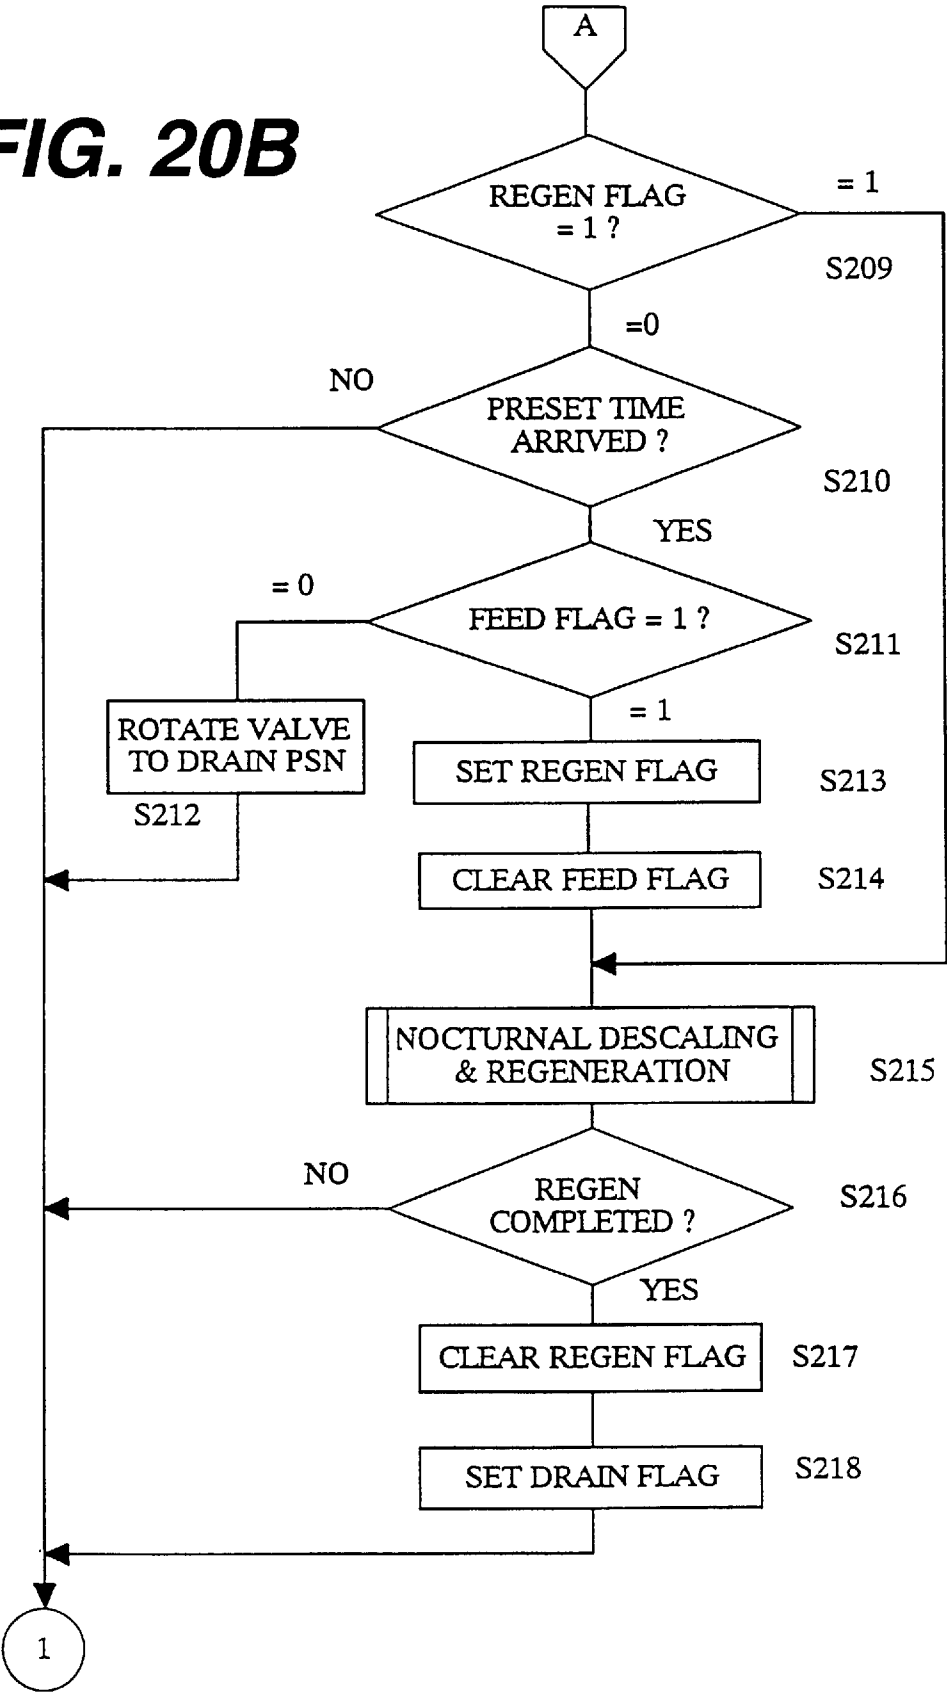 A
FIG. 20B
REGEN FLAG
= 1 ?
= 1
S209
=0
NO
PRESET TIME
ARRIVED ?
S210
YES
= 0
FEED FLAG = 1 ?
S211
= 1
ROTATE VALVE
TO DRAIN PSN
S212
SET REGEN FLAG
S213
CLEAR FEED FLAG
S214
NOCTURNAL DESCALING
& REGENERATION
S215
NO
REGEN
COMPLETED ?
S216
YES
CLEAR REGEN FLAG
S217
SET DRAIN FLAG
S218
1